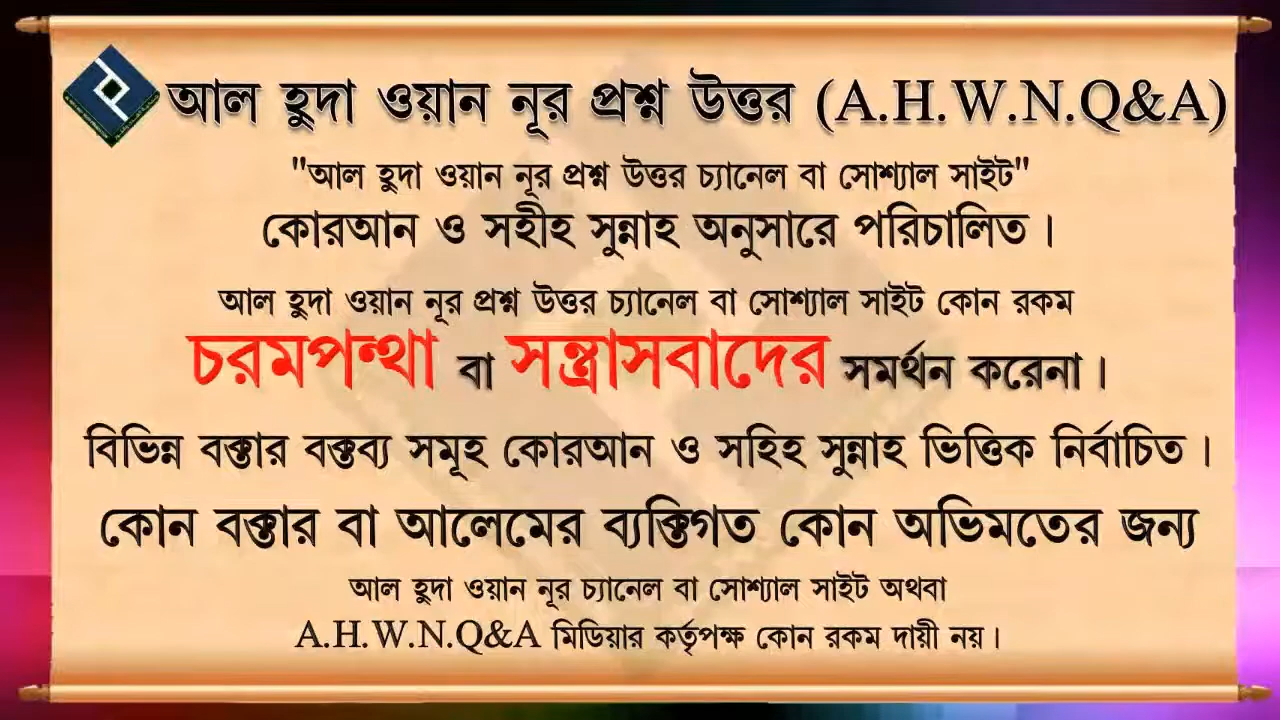 আল হুদা ওয়ান নূর প্রশ্ন উত্তর (A.H.W.N.Q&A)
"আল হুদা ওয়ান নূর প্রশ্ন উত্তর চ্যানেল বা সোশ্যাল সাইট"
কোরআন ও সহীহ সুন্নাহ অনুসারে পরিচালিত।
আল হুদা ওয়ান নূর প্রশ্ন উত্তর চ্যানেল বা সোশ্যাল সাইট কোন রকম
চরমপন্থা বা সন্ত্রাসবাদের সমর্থন করেনা।
বিভিন্ন বক্তার বক্তব্য সমূহ কোরআন ও সহিহ সুন্নাহ ভিত্তিক নির্বাচিত।
কোন বক্তার বা আলেমের ব্যক্তিগত কোন অভিমতের জন্য
আল হুদা ওয়ান নূর চ্যানেল বা সোশ্যাল সাইট অথবা
A.H.W.N.Q&A মিডিয়ার কর্তৃপক্ষ কোন রকম দায়ী নয়।